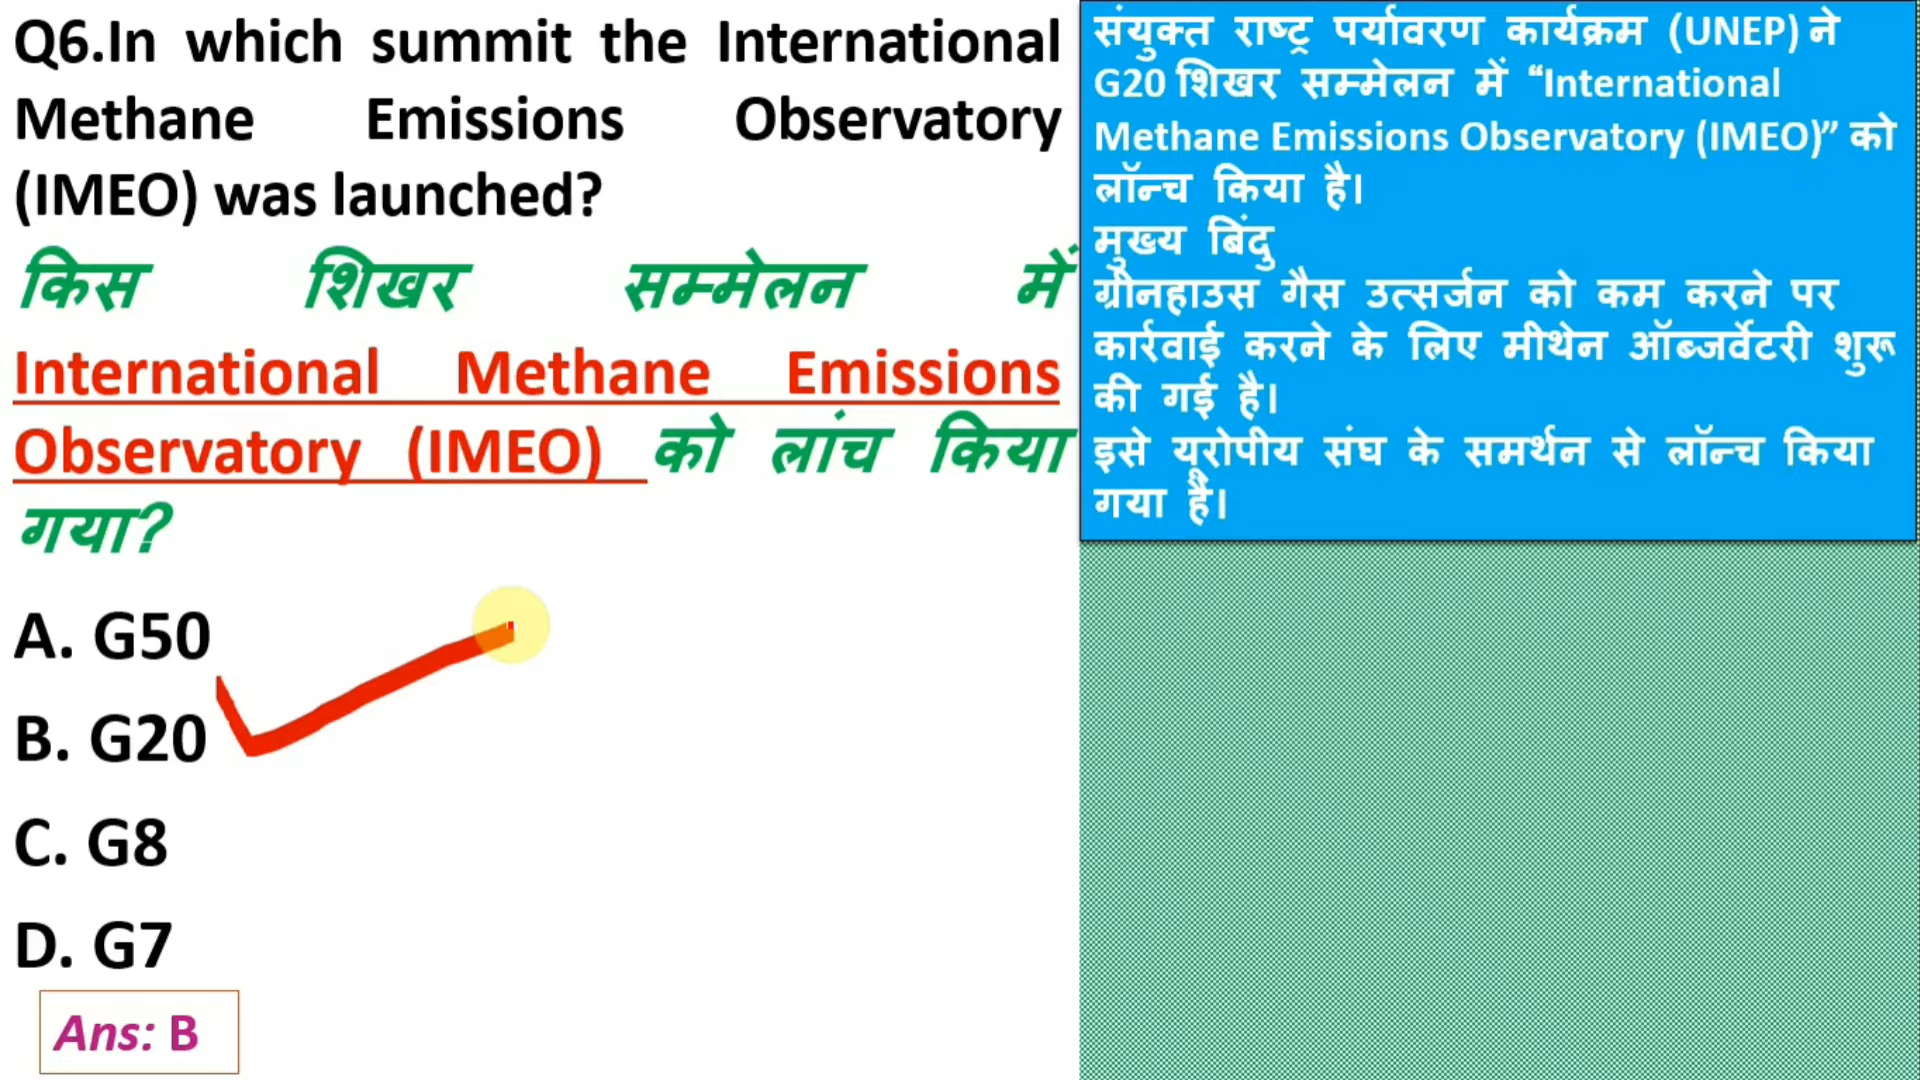 Q6.In which summit the International
Methane Emissions Observatory
(IMEO) was launched?
किस शिखर सम्मेलन में
International Methane Emissions
Observatory (IMEO) को लांच किया
गया?
A. G50
B. G20
C. G8
D. G7
Ans: B
संयुक्त राष्ट्र पर्यावरण कार्यक्रम (UNEP) ने
G20 शिखर सम्मेलन में “International
Methane Emissions Observatory (IMEO)” को
लॉन्च किया है।
मुख्य बिंदु
ग्रीनहाउस गैस उत्सर्जन को कम करने पर
कार्रवाई करने के लिए मीथेन ऑब्जर्वेटरी शुरू
की गई है।
इसे यूरोपीय संघ के समर्थन से लॉन्च किया
गया है।